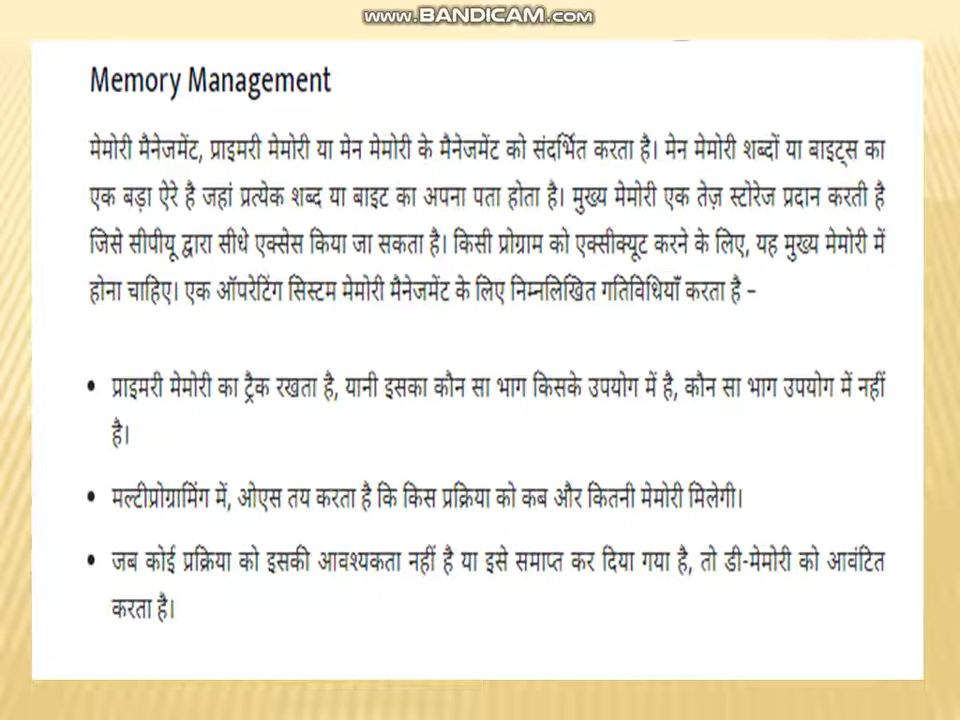 www.BANDICAM.com
Memory Management
मेमोरी मैनेजमेंट, प्राइमरी मेमोरी या मेन मेमोरी के मैनेजमेंट को संदर्भित करता है। मेन मेमोरी शब्दों या बाइट्स का
एक बड़ा ऐरे है जहां प्रत्येक शब्द या बाइट का अपना पता होता है। मुख्य मेमोरी एक तेज़ स्टोरेज प्रदान करती है
जिसे सीपीयू द्वारा सीधे एक्सेस किया जा सकता है। किसी प्रोग्राम को एक्सीक्यूट करने के लिए, यह मुख्य मेमोरी में
होना चाहिए। एक ऑपरेटिंग सिस्टम मेमोरी मैनेजमेंट के लिए निम्नलिखित गतिविधियाँ करता है –
• प्राइमरी मेमोरी का ट्रैक रखता है, यानी इसका कौन सा भाग किसके उपयोग में है, कौन सा भाग उपयोग में नहीं
है।
• मल्टीप्रोग्रामिंग में, ओएस तय करता है कि किस प्रक्रिया को कब और कितनी मेमोरी मिलेगी।
• जब कोई प्रक्रिया को इसकी आवश्यकता नहीं है या इसे समाप्त कर दिया गया है, तो डी-मेमोरी को आवंटित
करता है।